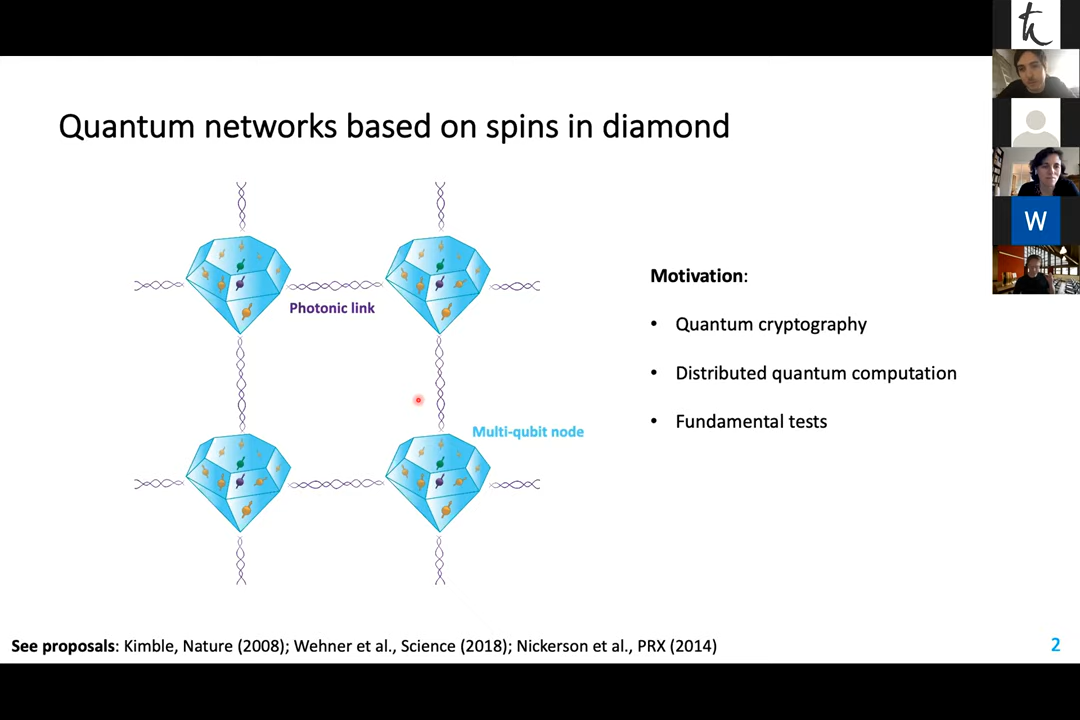 Quantum networks based on spins in diamond
Photonic link
Multi-qubit node
Motivation:
• Quantum cryptography
• Distributed quantum computation
• Fundamental tests
See proposals: Kimble, Nature (2008); Wehner et al., Science (2018); Nickerson et al., PRX (2014)
2
W